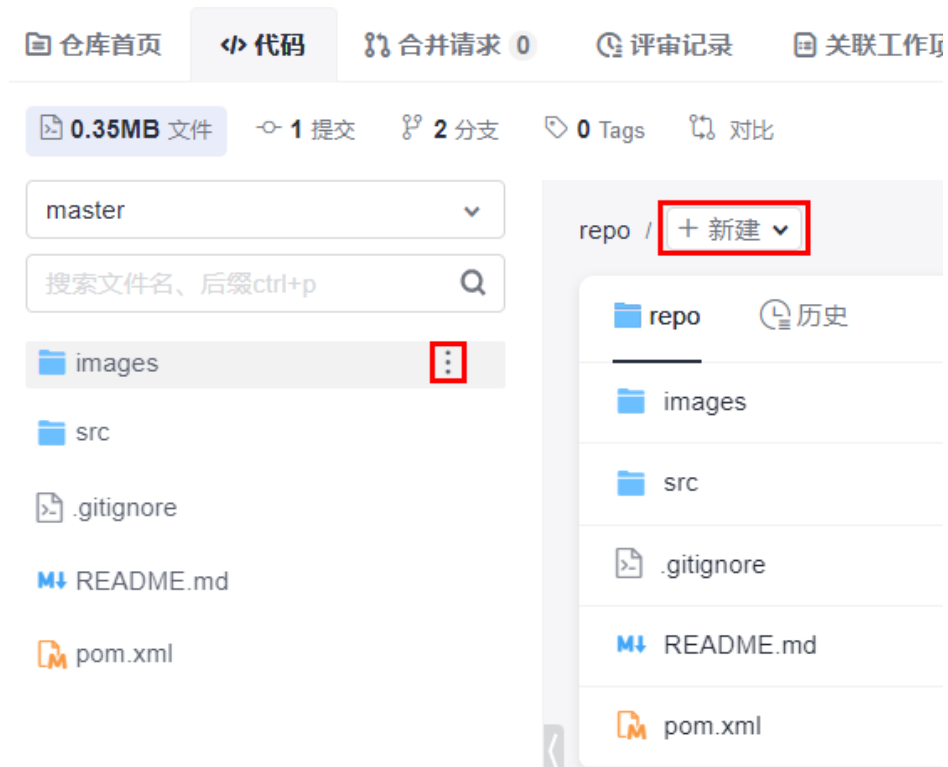 仓库首页 </> 代码 合并请求 0 评审记录 关联工作项
0.35MB 文件 1 提交 2 分支 0 Tags 对比
master
repo / + 新建
搜索文件名、后缀ctrl+p
repo 历史
images
images
src
src
.gitignore
.gitignore
README.md
README.md
pom.xml
pom.xml